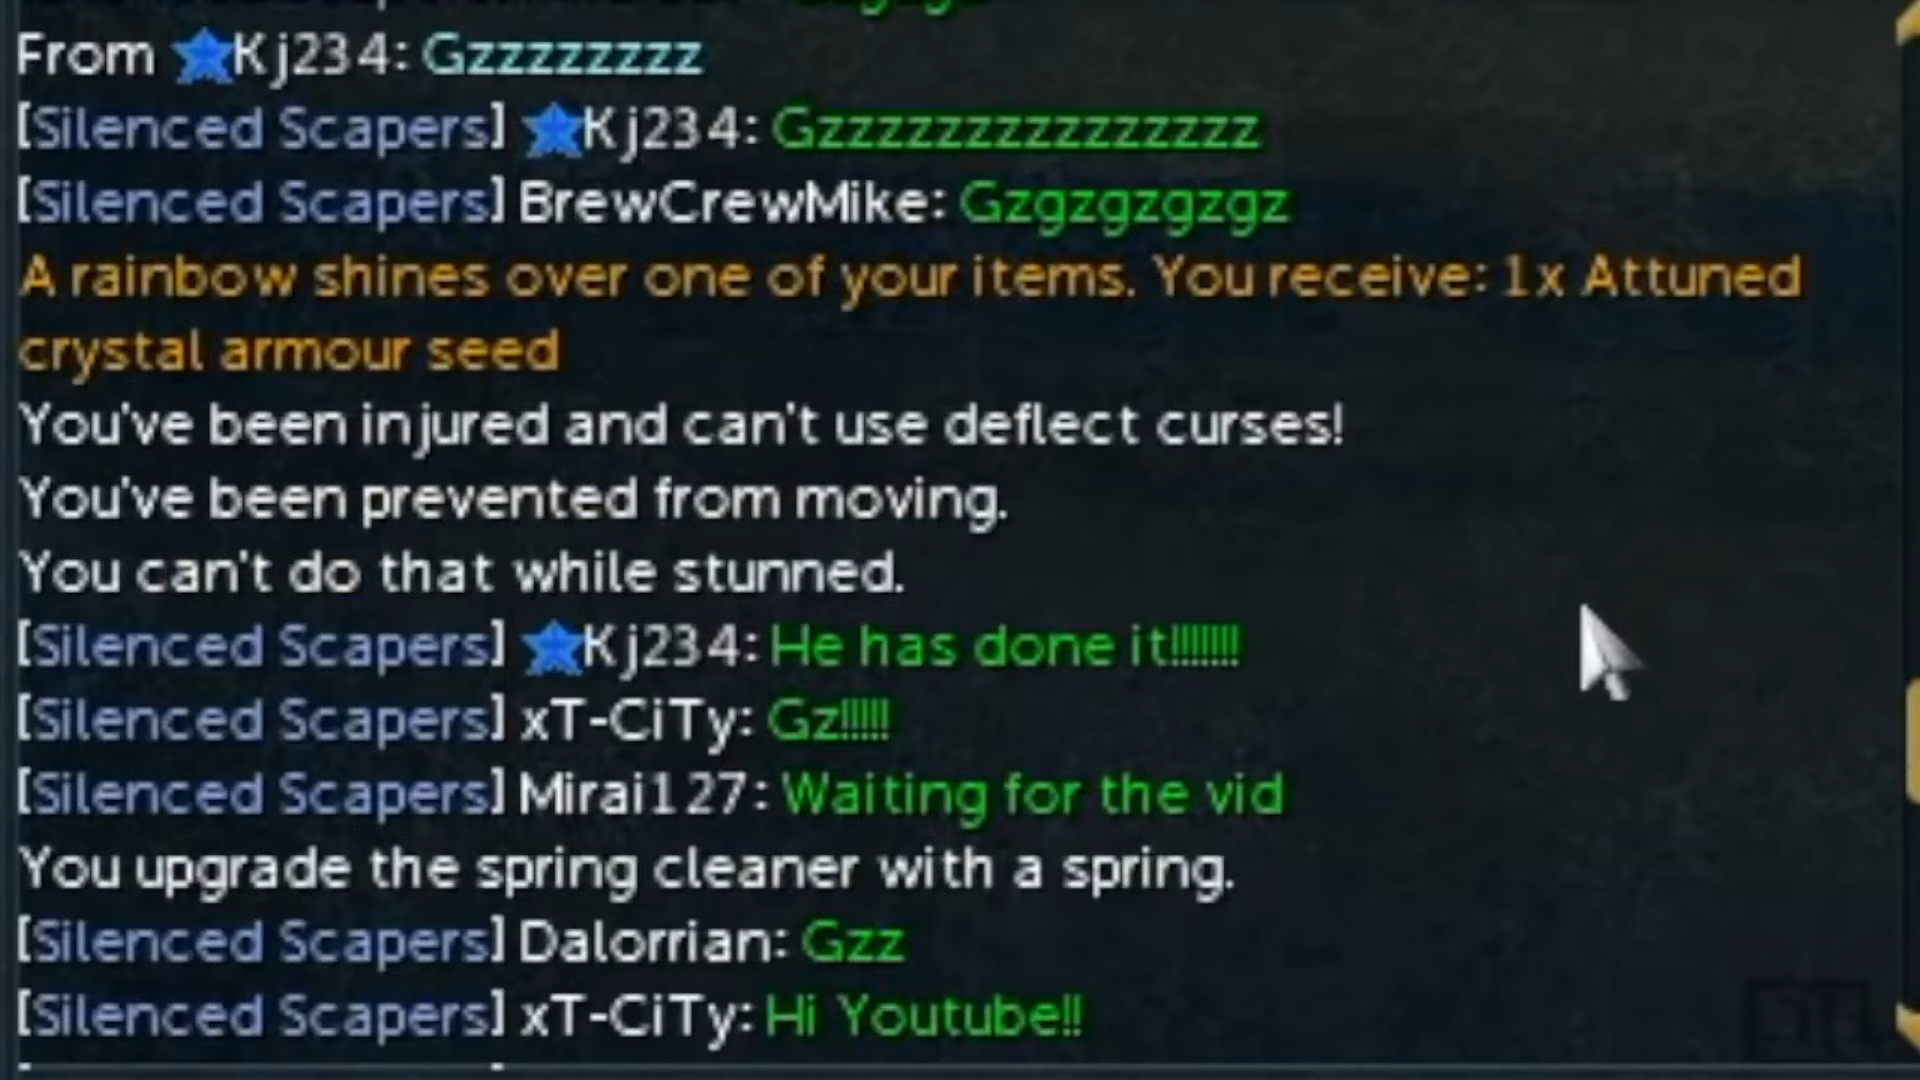 From Kj234: Gzzzzzzzz
[Silenced Scapers] Kj234: Gzzzzzzzzzzzzzzz
[Silenced Scapers] BrewCrewMike: Gzgzgzgzgz
A rainbow shines over one of your items. You receive: 1x Attuned
crystal armour seed
You've been injured and can't use deflect curses!
You've been prevented from moving.
You can't do that while stunned.
[Silenced Scapers] Kj234: He has done it!!!!!!!
[Silenced Scapers] xT-CiTy: Gz!!!!!
[Silenced Scapers] Mirai127: Waiting for the vid
You upgrade the spring cleaner with a spring.
[Silenced Scapers] Dalorrian: Gzz
[Silenced Scapers] xT-CiTy: Hi Youtube!!